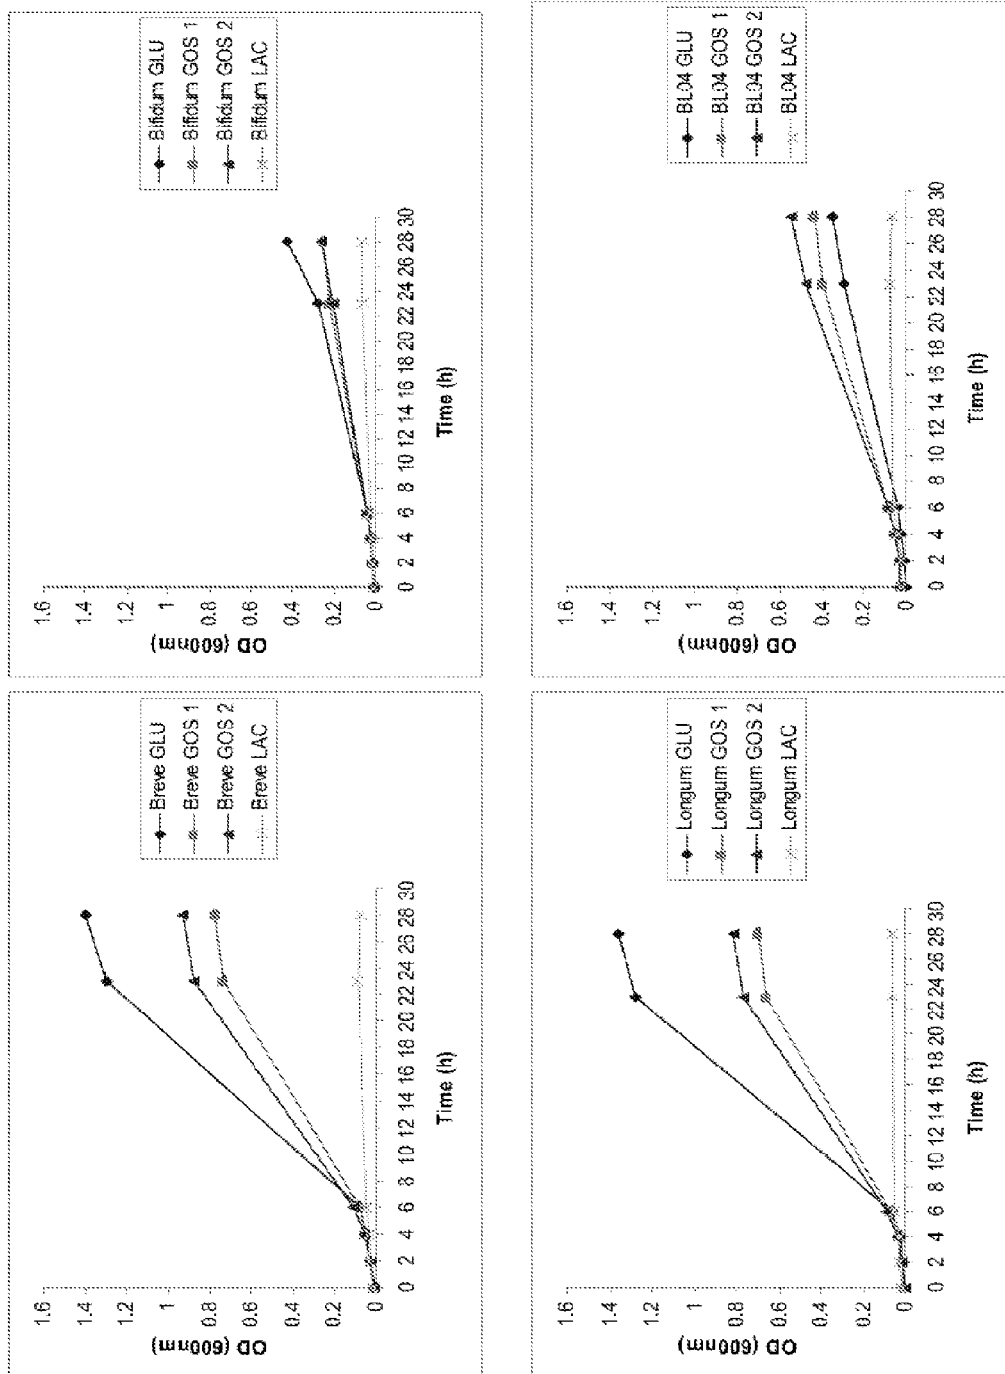 OD (600nm)
1.6
1.4
1.2
1
0.8
0.6
0.4
0.2
0
0 2 4 6 8 10 12 14 16 18 20 22 24 26 28 30
Time (h)
Breve GLU
Breve GOS 1
Breve GOS 2
Breve LAC
OD (600nm)
1.6
1.4
1.2
1
0.8
0.6
0.4
0.2
0
0 2 4 6 8 10 12 14 16 18 20 22 24 26 28 30
Time (h)
Bifidum GLU
Bifidum GOS 1
Bifidum GOS 2
Bifidum LAC
OD (600nm)
1.6
1.4
1.2
1
0.8
0.6
0.4
0.2
0
0 2 4 6 8 10 12 14 16 18 20 22 24 26 28 30
Time (h)
Longum GLU
Longum GOS 1
Longum GOS 2
Longum LAC
OD (600nm)
1.6
1.4
1.2
1
0.8
0.6
0.4
0.2
0
0 2 4 6 8 10 12 14 16 18 20 22 24 26 28 30
Time (h)
BL04 GLU
BL04 GOS 1
BL04 GOS 2
BL04 LAC